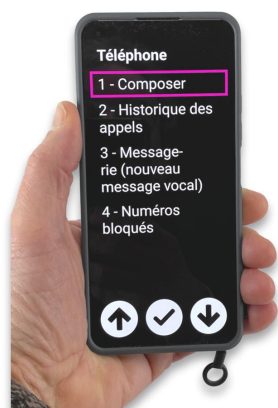 Téléphone
1 - Composer
2 - Historique des
appels
3 - Message-
rie (nouveau
message vocal)
4 - Numéros
bloqués